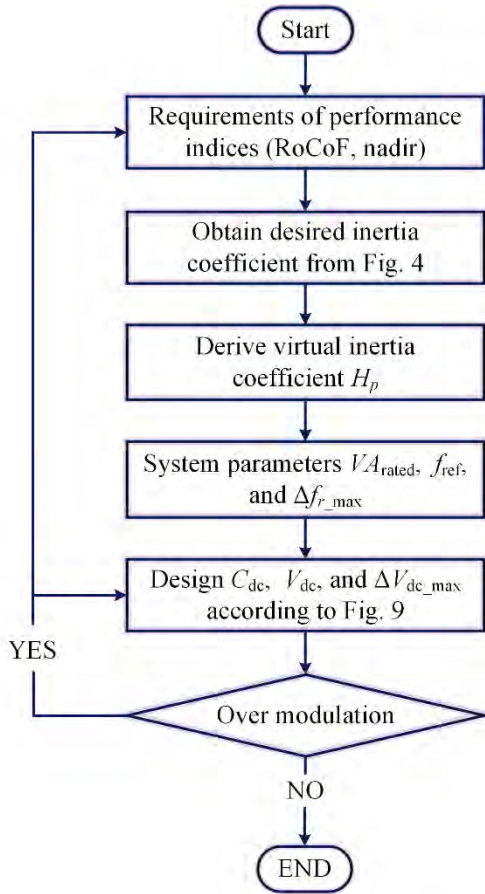 Start
Requirements of performance
indices (RoCoF, nadir)
Obtain desired inertia
coefficient from Fig. 4
Derive virtual inertia
coefficient Hp
System parameters VArated, fref,
and Δfr_max
Design Cdc, Vdc, and ΔVdc_max
according to Fig. 9
YES
Over modulation
NO
END